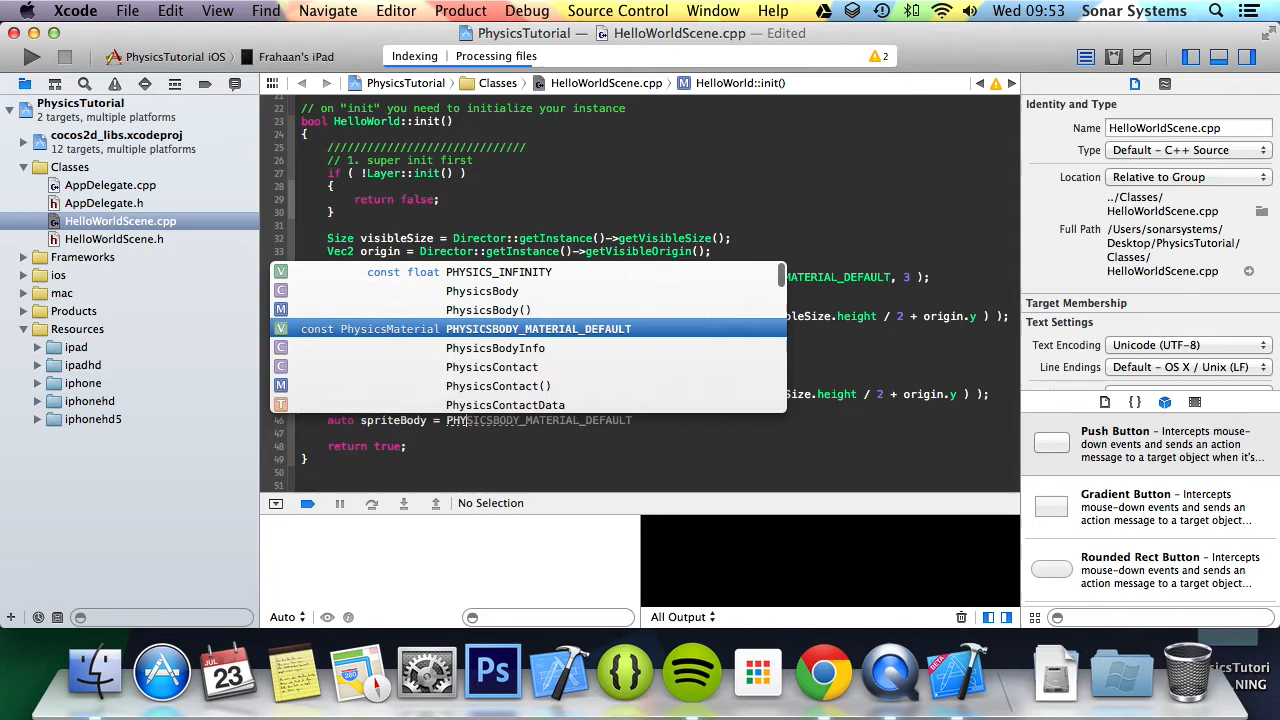 Xcode File Edit View Find Navigate Editor Product Debug Source Control Window Help Wed 09:53 Sonar Systems
PhysicsTutorial — HelloWorldScene.cpp — Edited
PhysicsTutorial iOS Frahaan's iPad Indexing Processing files 2
PhysicsTutorial Classes HelloWorldScene.cpp HelloWorld::init()
PhysicsTutorial
2 targets, multiple platforms
cocos2d_libs.xcodeproj
12 targets, multiple platforms
Classes
AppDelegate.cpp
AppDelegate.h
HelloWorldScene.cpp
HelloWorldScene.h
Frameworks
ios
mac
Products
Resources
ipad
ipadhd
iphone
iphonehd
iphonehd5
21
22 // on "init" you need to initialize your instance
23 bool HelloWorld::init()
24 {
25 //////////////////////////////
26 // 1. super init first
27 if ( !Layer::init() )
28 {
29 return false;
30 }
31
32 Size visibleSize = Director::getInstance()->getVisibleSize();
33 Vec2 origin = Director::getInstance()->getVisibleOrigin();
MATERIAL_DEFAULT, 3 );
bleSize.height / 2 + origin.y ) );
Size.height / 2 + origin.y ) );
V const float PHYSICS_INFINITY
C PhysicsBody
M PhysicsBody()
V const PhysicsMaterial PHYSICSBODY_MATERIAL_DEFAULT
C PhysicsBodyInfo
C PhysicsContact
M PhysicsContact()
T PhysicsContactData
46 auto spriteBody = PHYSICSBODY_MATERIAL_DEFAULT
47
48 return true;
49 }
50
51
No Selection
Auto
All Output
Identity and Type
Name HelloWorldScene.cpp
Type Default - C++ Source
Location Relative to Group
../Classes/
HelloWorldScene.cpp
Full Path /Users/sonarsystems/
Desktop/PhysicsTutorial/
Classes/
HelloWorldScene.cpp
Target Membership
Text Settings
Text Encoding Unicode (UTF-8)
Line Endings Default - OS X / Unix (LF)
Push Button - Intercepts mouse-
down events and sends an action
message to a target object when it's...
Gradient Button - Intercepts
mouse-down events and sends an
action message to a target object...
Rounded Rect Button - Intercepts
mouse-down events and sends an
action message to a target object...
JUL
23
280
Ps
BETA
sicsTutori
NING